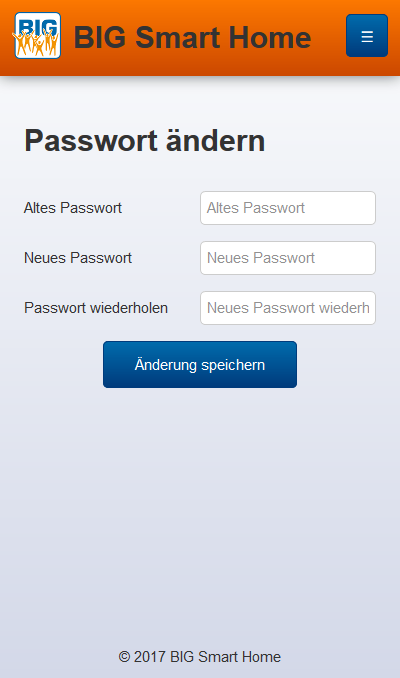 BIG
BIG Smart Home
☰
Passwort ändern
Altes Passwort
Altes Passwort
Neues Passwort
Neues Passwort
Passwort wiederholen
Neues Passwort wiederh
Änderung speichern
© 2017 BIG Smart Home